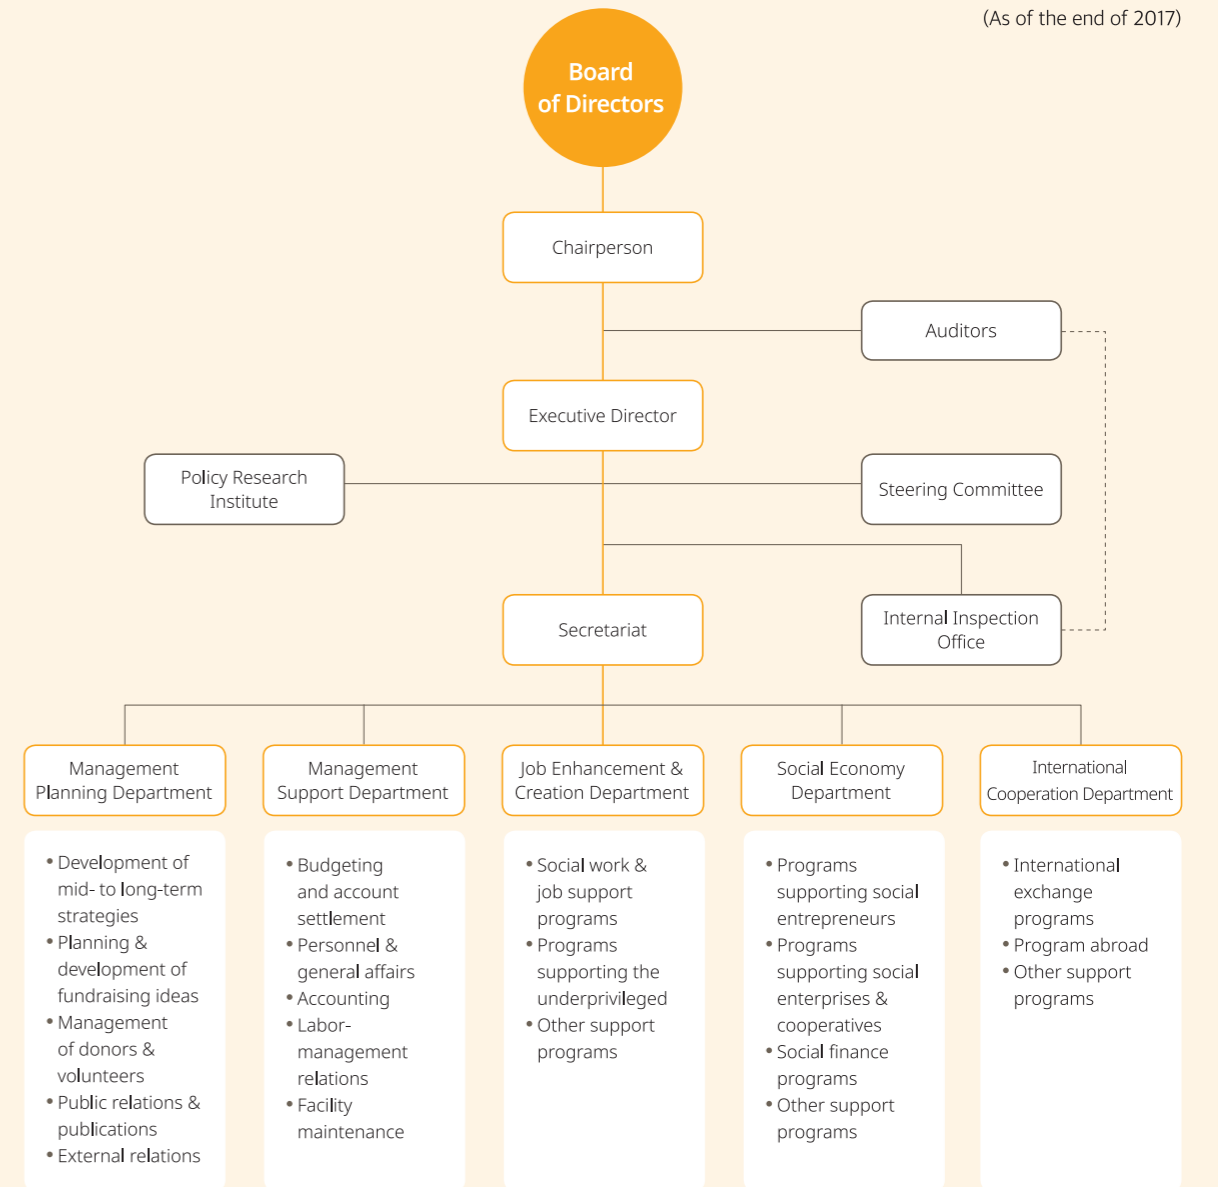 (As of the end of 2017)
Board
of Directors
Chairperson
Auditors
Executive Director
Policy Research
Institute
Steering Committee
Secretariat
Internal Inspection
Office
Management
Planning Department
Management
Support Department
Job Enhancement &
Creation Department
Social Economy
Department
International
Cooperation Department
• Development of
mid- to long-term
strategies
• Planning &
development of
fundraising ideas
• Management
of donors &
volunteers
• Public relations &
publications
• External relations
• Budgeting
and account
settlement
• Personnel &
general affairs
• Accounting
• Labor-
management
relations
• Facility
maintenance
• Social work &
job support
programs
• Programs
supporting the
underprivileged
• Other support
programs
• Programs
supporting social
entrepreneurs
• Programs
supporting social
enterprises &
cooperatives
• Social finance
programs
• Other support
programs
• International
exchange
programs
• Program abroad
• Other support
programs